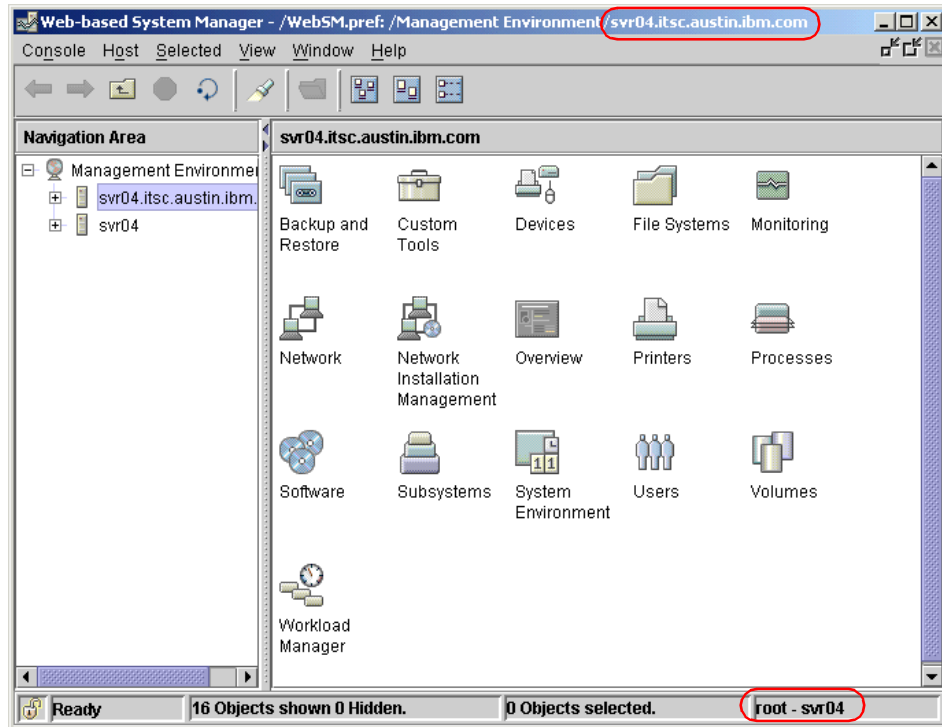 Web-based System Manager - /WebSM.pref: /Management Environment/svr04.itsc.austin.ibm.com
Console Host Selected View Window Help
Navigation Area
svr04.itsc.austin.ibm.com
Management Environmer
svr04.itsc.austin.ibm.
svr04
Backup and
Restore
Custom
Tools
Devices
File Systems
Monitoring
Network
Network
Installation
Management
Overview
Printers
Processes
Software
Subsystems
System
Environment
Users
Volumes
Workload
Manager
Ready
16 Objects shown 0 Hidden.
0 Objects selected.
root - svr04